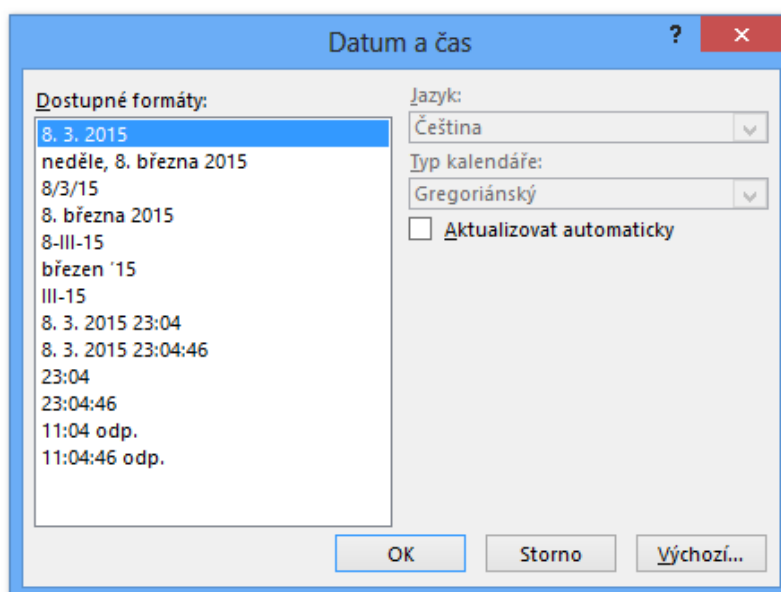 Datum a čas
?
Dostupné formáty:
8. 3. 2015
neděle, 8. března 2015
8/3/15
8. března 2015
8-III-15
březen ´15
III-15
8. 3. 2015 23:04
8. 3. 2015 23:04:46
23:04
23:04:46
11:04 odp.
11:04:46 odp.
Jazyk:
Čeština
Typ kalendáře:
Gregoriánský
Aktualizovat automaticky
OK
Storno
Výchozí...